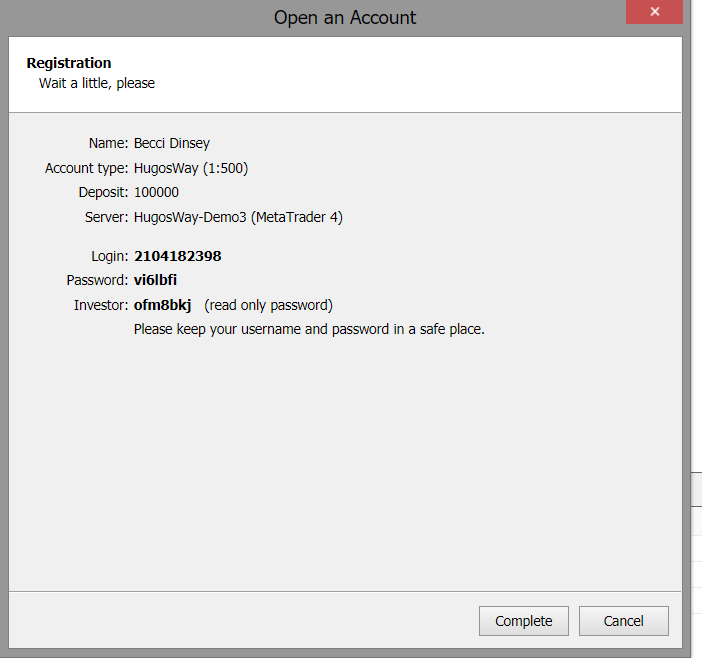 Open an Account
Registration
Wait a little, please
Name: Becci Dinsey
Account type: HugosWay (1:500)
Deposit: 100000
Server: HugosWay-Demo3 (MetaTrader 4)
Login: 2104182398
Password: vi6lbfi
Investor: ofm8bkj (read only password)
Please keep your username and password in a safe place.
Complete Cancel